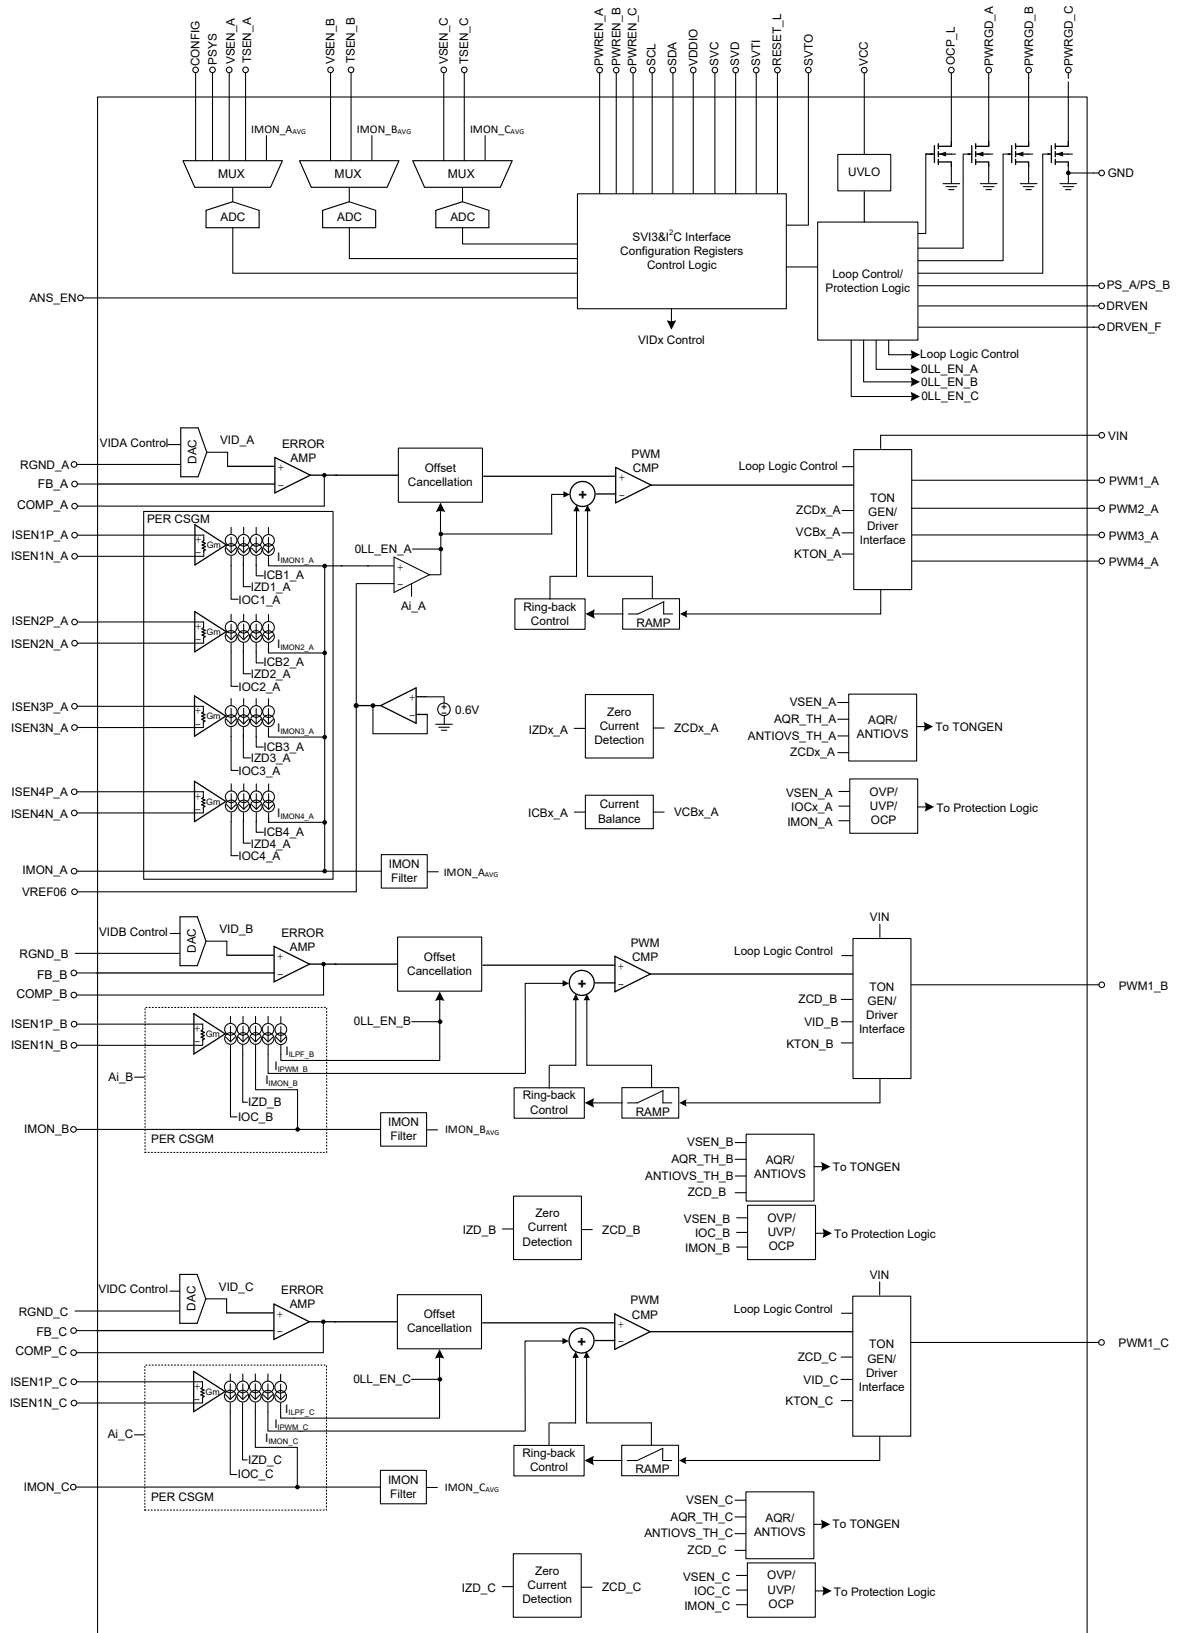 CONFIG
PSYS
VSEN_A
TSEN_A
VSEN_B
TSEN_B
VSEN_C
TSEN_C
PWREN_A
PWREN_B
PWREN_C
SCL
SDA
VDDIO
SVC
SVD
SVTI
RESET_L
SVTO
VCC
OCP_L
PWRGD_A
PWRGD_B
PWRGD_C
IMON_AAVG
IMON_BAVG
IMON_CAVG
MUX
MUX
MUX
UVLO
GND
ADC
ADC
ADC
SVI3&I2C Interface
Configuration Registers
Control Logic
Loop Control/
Protection Logic
PS_A/PS_B
ANS_EN
DRVEN
DRVEN_F
VIDx Control
Loop Logic Control
0LL_EN_A
0LL_EN_B
0LL_EN_C
VIDA Control
DAC
VID_A
ERROR
AMP
RGND_A
FB_A
COMP_A
Offset
Cancellation
PWM
CMP
Loop Logic Control
VIN
TON
GEN/
Driver
Interface
ZCDx_A
VCBx_A
KTON_A
PWM1_A
PWM2_A
PWM3_A
PWM4_A
PER CSGM
ISEN1P_A
ISEN1N_A
Gm
IIMON1_A
ICB1_A
IZD1_A
IOC1_A
0LL_EN_A
Ai_A
Ring-back
Control
RAMP
ISEN2P_A
ISEN2N_A
Gm
IIMON2_A
ICB2_A
IZD2_A
IOC2_A
ISEN3P_A
ISEN3N_A
Gm
IIMON3_A
ICB3_A
IZD3_A
IOC3_A
0.6V
IZDx_A
Zero
Current
Detection
ZCDx_A
VSEN_A
AQR_TH_A
ANTIOVS_TH_A
ZCDx_A
AQR/
ANTIOVS
To TONGEN
ISEN4P_A
ISEN4N_A
Gm
IIMON4_A
ICB4_A
IZD4_A
IOC4_A
ICBx_A
Current
Balance
VCBx_A
VSEN_A
IOCx_A
IMON_A
OVP/
UVP/
OCP
To Protection Logic
IMON_A
IMON
Filter
IMON_AAVG
VREF06
VIDB Control
DAC
VID_B
ERROR
AMP
RGND_B
FB_B
COMP_B
Offset
Cancellation
PWM
CMP
VIN
Loop Logic Control
TON
GEN/
Driver
Interface
ZCD_B
VID_B
KTON_B
PWM1_B
ISEN1P_B
ISEN1N_B
Gm
0LL_EN_B
IILPF_B
IIPWM_B
IIMON_B
Ai_B
IZD_B
IOC_B
Ring-back
Control
RAMP
IMON_B
PER CSGM
IMON
Filter
IMON_BAVG
VSEN_B
AQR_TH_B
ANTIOVS_TH_B
ZCD_B
AQR/
ANTIOVS
To TONGEN
IZD_B
Zero
Current
Detection
ZCD_B
VSEN_B
IOC_B
IMON_B
OVP/
UVP/
OCP
To Protection Logic
VIDC Control
DAC
VID_C
ERROR
AMP
RGND_C
FB_C
COMP_C
Offset
Cancellation
PWM
CMP
VIN
Loop Logic Control
TON
GEN/
Driver
Interface
ZCD_C
VID_C
KTON_C
PWM1_C
ISEN1P_C
ISEN1N_C
Gm
0LL_EN_C
IILPF_C
IIPWM_C
IIMON_C
Ai_C
IZD_C
IOC_C
Ring-back
Control
RAMP
IMON_C
PER CSGM
IMON
Filter
IMON_CAVG
VSEN_C
AQR_TH_C
ANTIOVS_TH_C
ZCD_C
AQR/
ANTIOVS
To TONGEN
IZD_C
Zero
Current
Detection
ZCD_C
VSEN_C
IOC_C
IMON_C
OVP/
UVP/
OCP
To Protection Logic